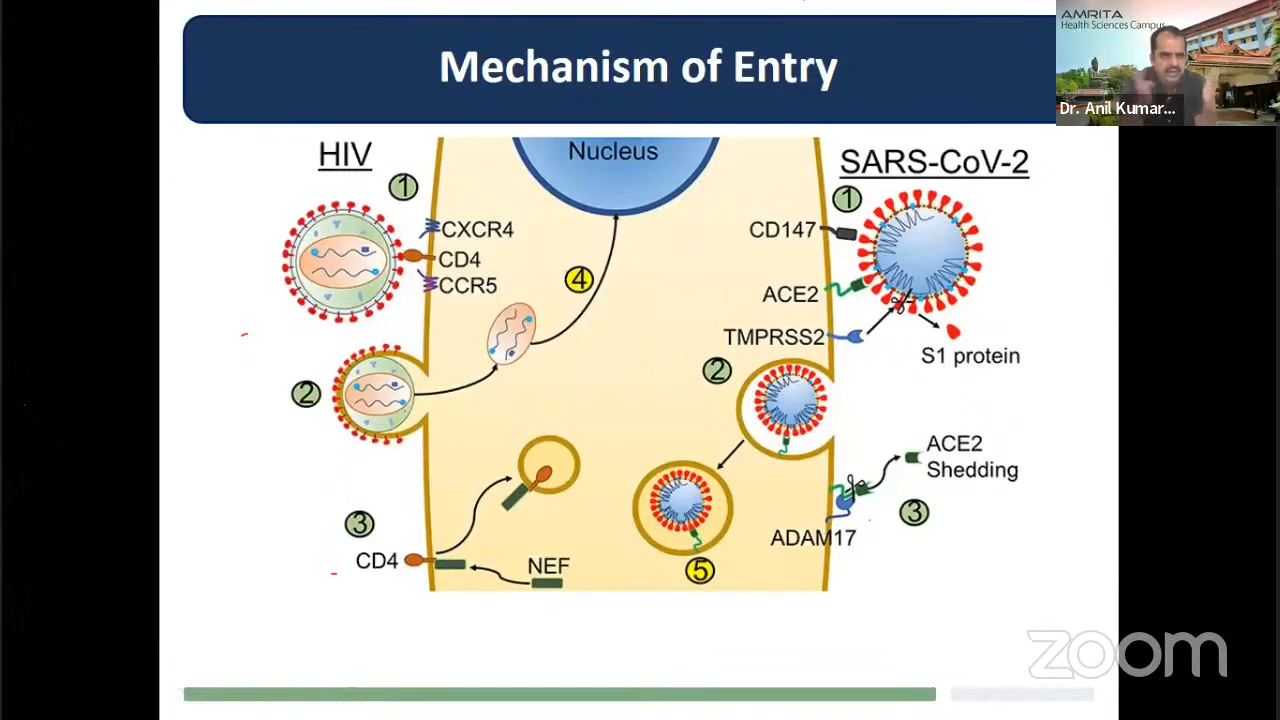 Mechanism of Entry
AMRITA
Health Sciences Campus
Dr. Anil Kumar...
HIV
Nucleus
SARS-CoV-2
1
CXCR4
CD4
CCR5
4
2
3
CD4
NEF
1
CD147
ACE2
TMPRSS2
S1 protein
2
ACE2
Shedding
3
ADAM17
5
zoom